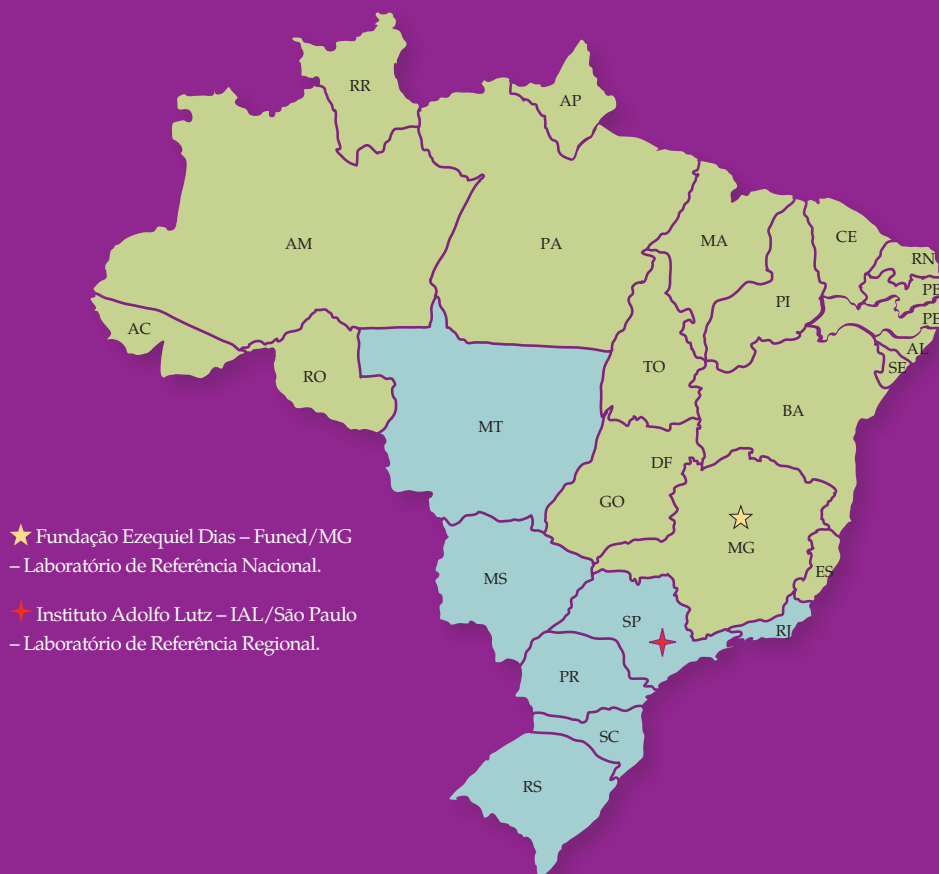 RR
AP
AM
PA
MA
CE
RN
PB
PI
PE
AC
AL
TO
SE
RO
BA
MT
DF
GO
MG
ES
MS
SP
RJ
PR
SC
RS
Fundação Ezequiel Dias – Funed/MG
– Laboratório de Referência Nacional.
Instituto Adolfo Lutz – IAL/São Paulo
– Laboratório de Referência Regional.